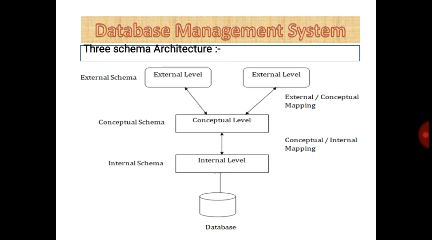 Database Management System
Three schema Architecture :-
External Schema
External Level
External Level
External / Conceptual
Mapping
Conceptual Schema
Conceptual Level
Conceptual / Internal
Mapping
Internal Schema
Internal Level
Database